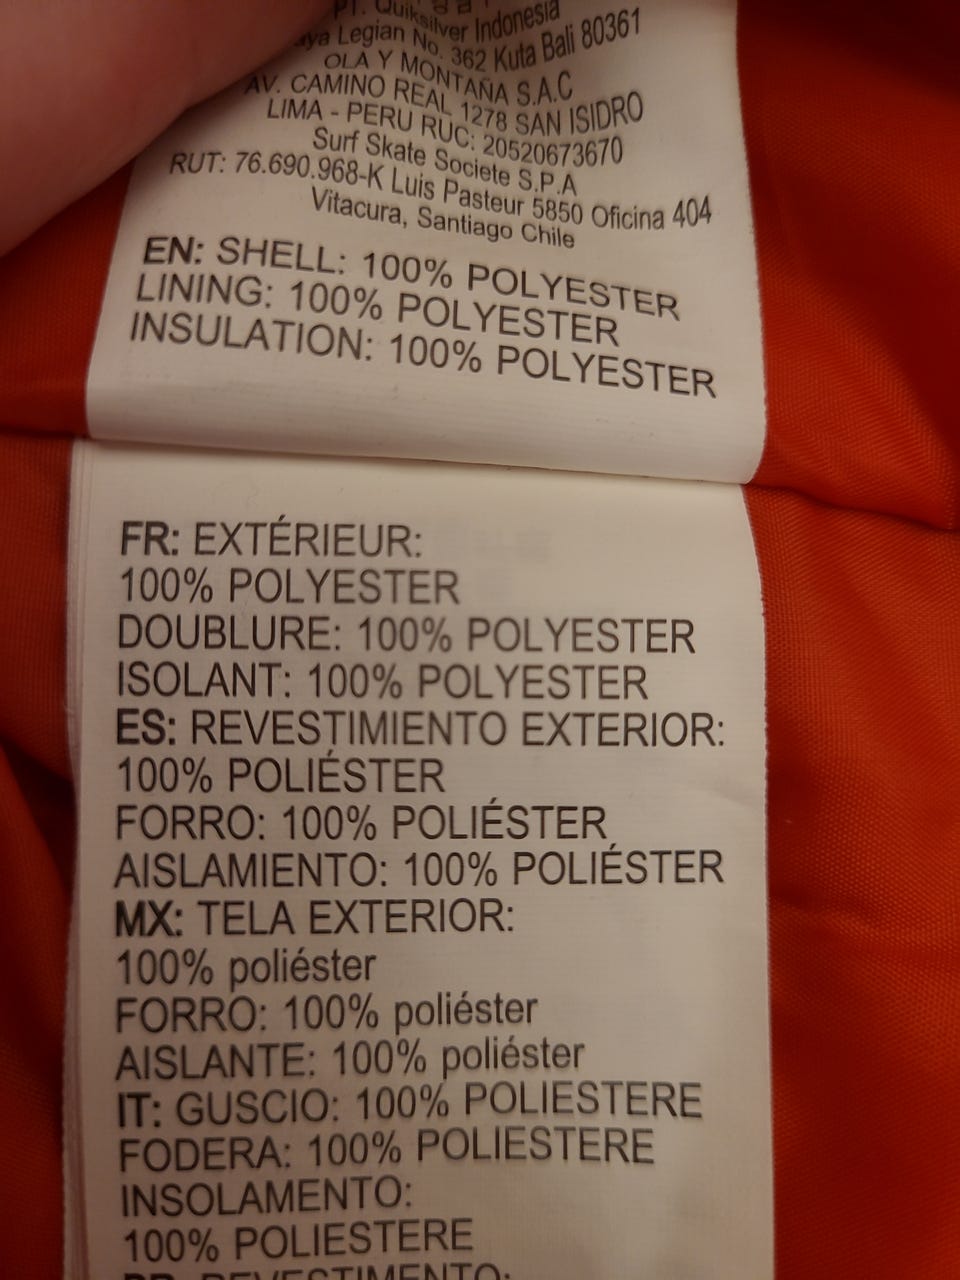 PT. Quiksilver Indonesia
Legian No. 362 Kuta Bali 80361
OLA Y MONTAÑA S.A.C
AV. CAMINO REAL 1278 SAN ISIDRO
LIMA - PERU RUC: 20520673670
Surf Skate Societe S.P.A
RUT: 76.690.968-K Luis Pasteur 5850 Oficina 404
Vitacura, Santiago Chile
EN: SHELL: 100% POLYESTER
LINING: 100% POLYESTER
INSULATION: 100% POLYESTER
FR: EXTÉRIEUR:
100% POLYESTER
DOUBLURE: 100% POLYESTER
ISOLANT: 100% POLYESTER
ES: REVESTIMIENTO EXTERIOR:
100% POLIÉSTER
FORRO: 100% POLIÉSTER
AISLAMIENTO: 100% POLIÉSTER
MX: TELA EXTERIOR:
100% poliéster
FORRO: 100% poliéster
AISLANTE: 100% poliéster
IT: GUSCIO: 100% POLIESTERE
FODERA: 100% POLIESTERE
INSOLAMENTO:
100% POLIESTERE
REVESTIMENTO: